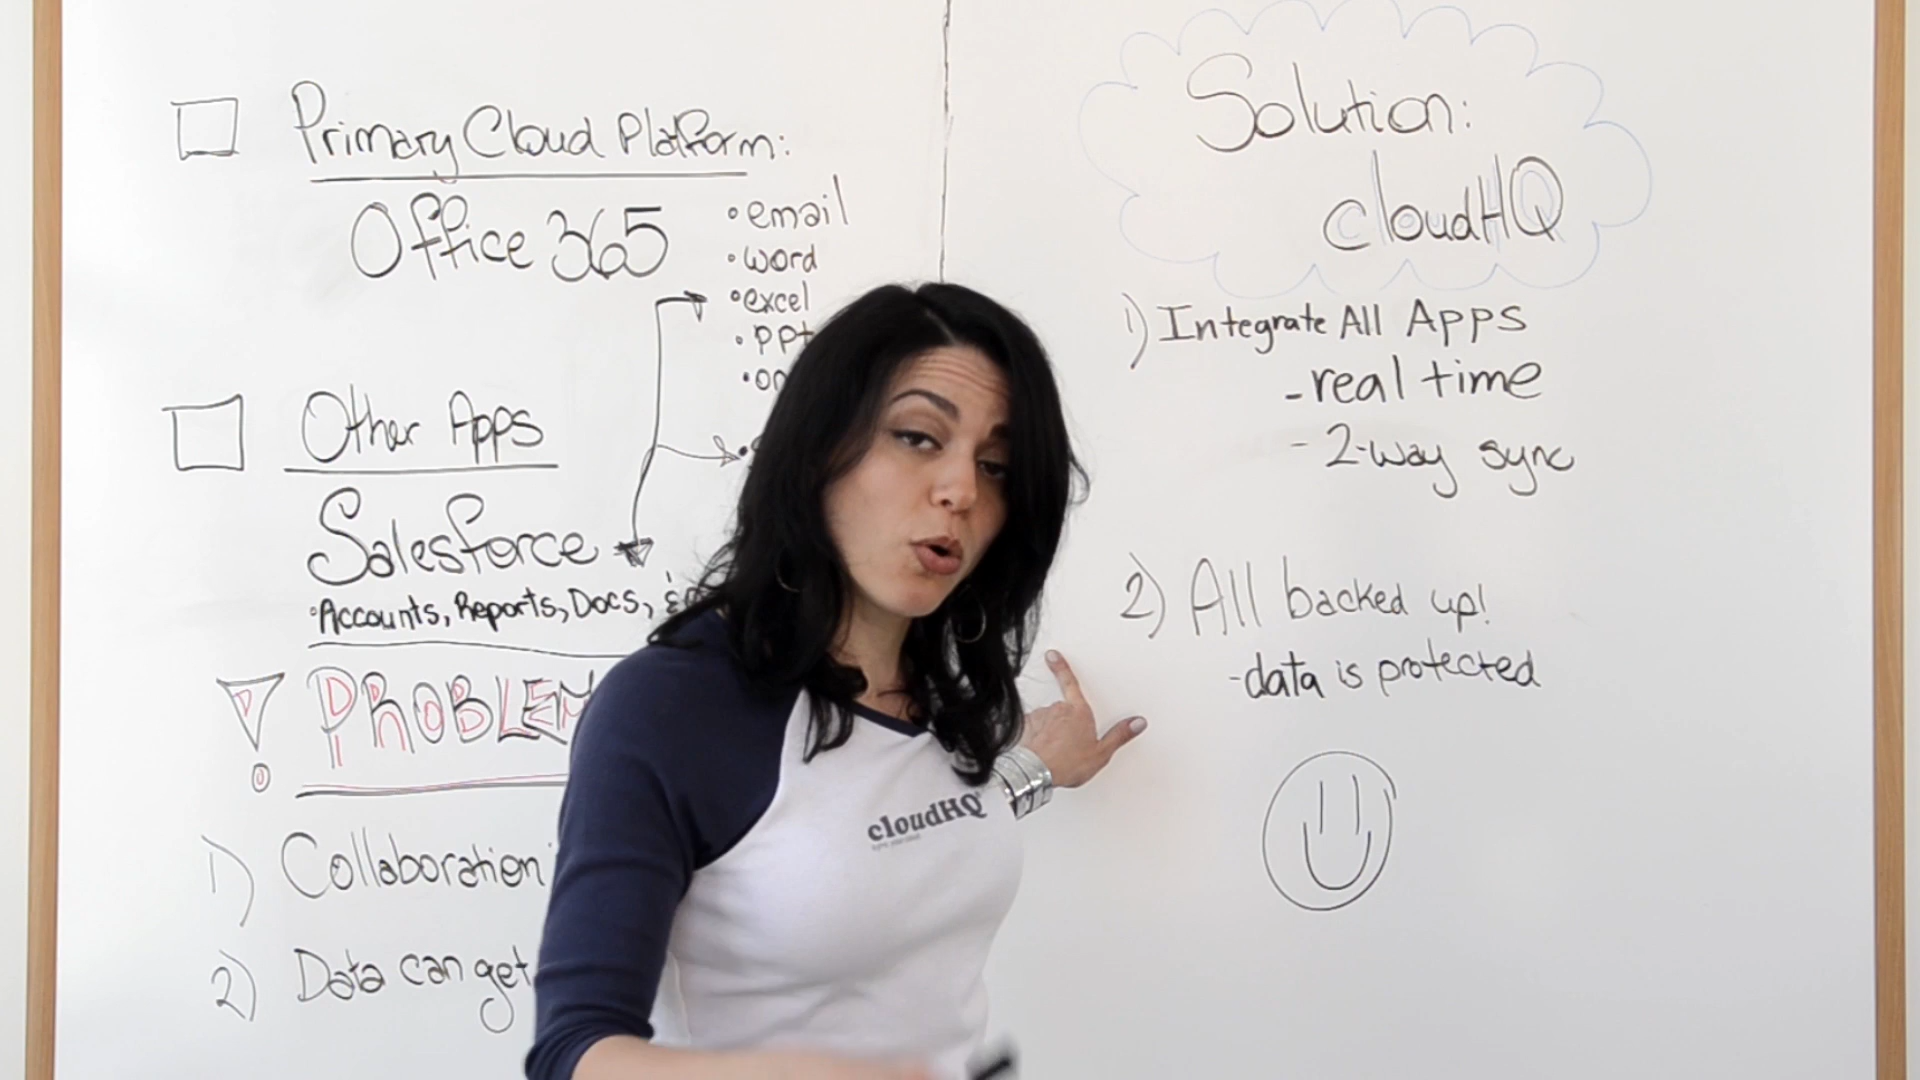 Primary Cloud Platform:
Office 365
• email
• word
• excel
• ppt
Other Apps
Salesforce
• Accounts, Reports, Docs,
PROBLEM
1) Collaboration
2) Data can get
Solution:
cloudHQ
1) Integrate All Apps
- real time
- 2-way sync
2) All backed up!
- data is protected
cloudHQ